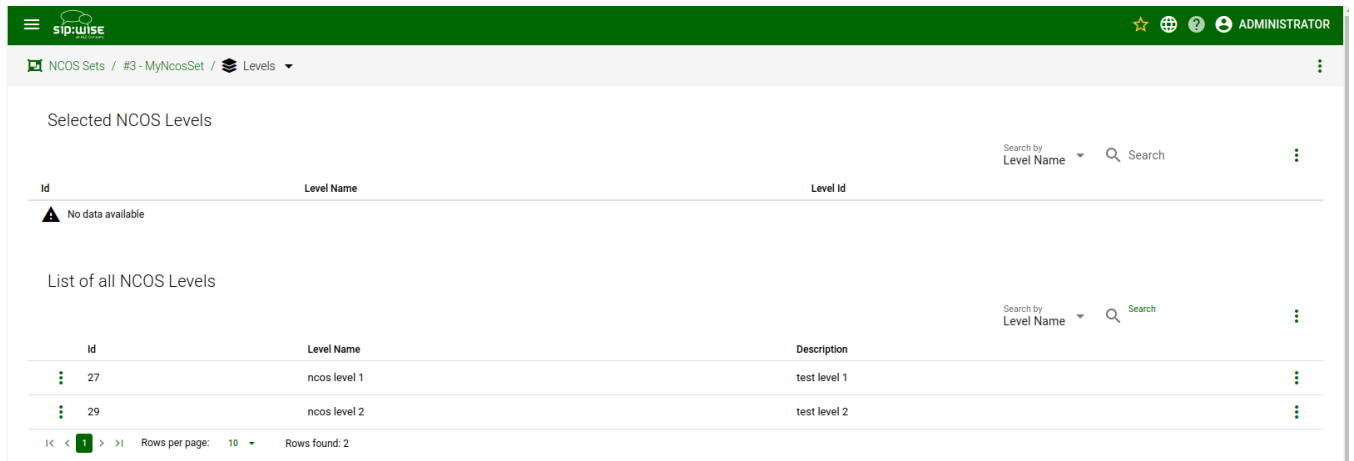 sip:wise
an ALE Company
ADMINISTRATOR
NCOS Sets / #3 - MyNcosSet / Levels
Selected NCOS Levels
Search by
Level Name
Search
Id Level Name Level Id
No data available
List of all NCOS Levels
Search by
Level Name
Search
Id Level Name Description
27 ncos level 1 test level 1
29 ncos level 2 test level 2
1 Rows per page: 10 Rows found: 2